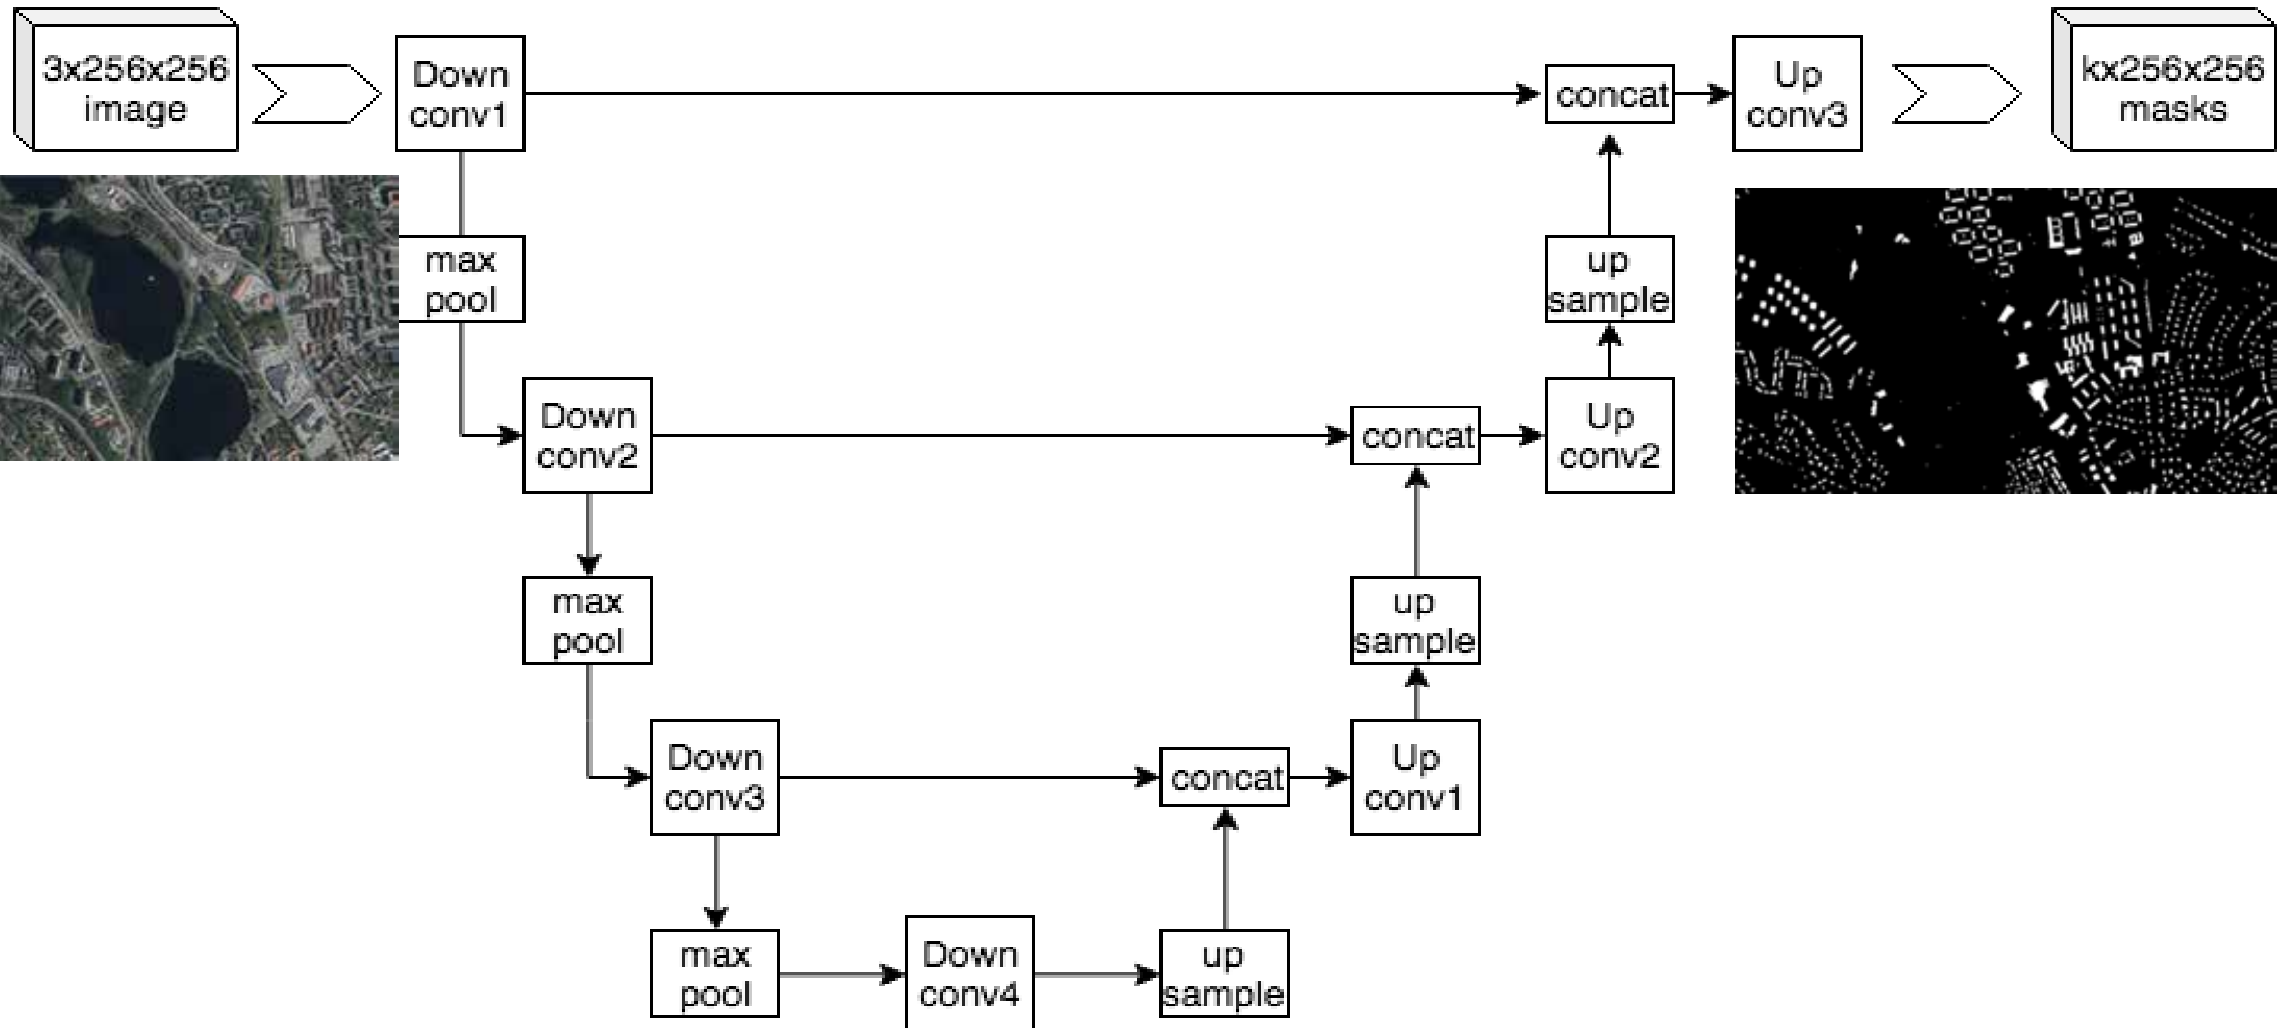 3x256x256
image
Down
conv1
concat
Up
conv3
kx256x256
masks
max
pool
up
sample
Down
conv2
concat
Up
conv2
max
pool
up
sample
Down
conv3
concat
Up
conv1
max
pool
Down
conv4
up
sample